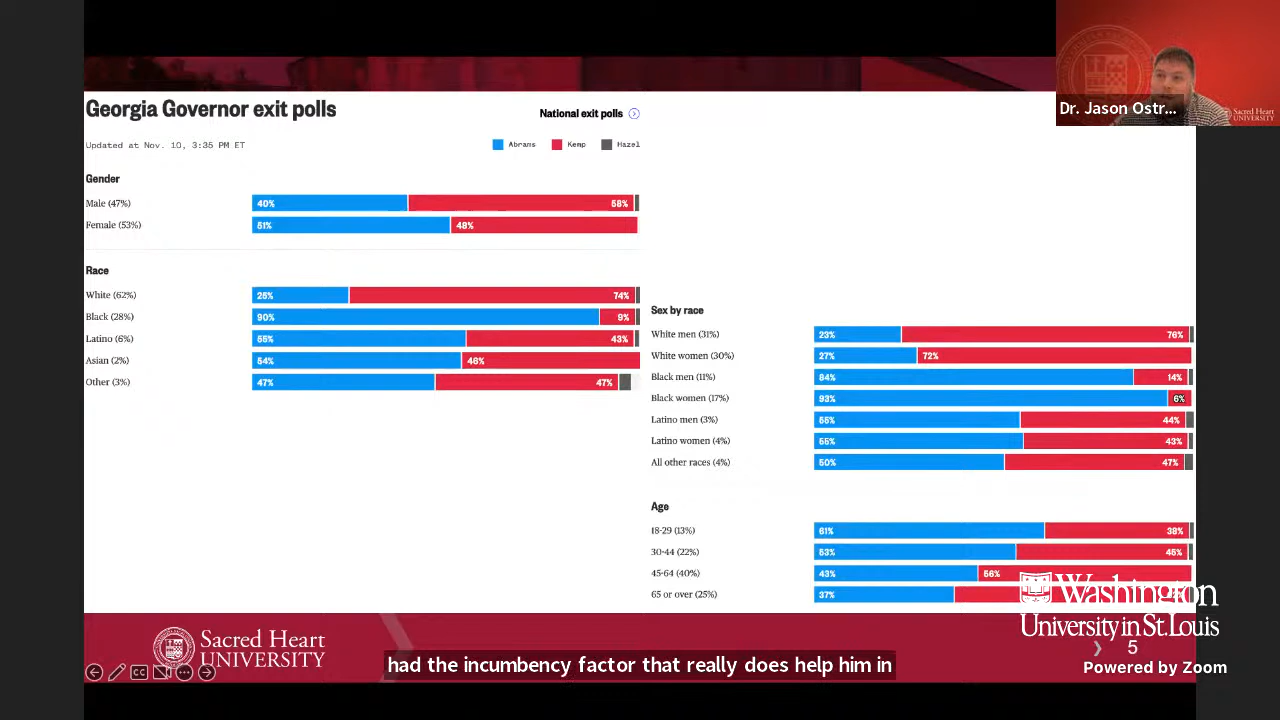 Georgia Governor exit polls
National exit polls
Updated at Nov. 10, 3:35 PM ET
Abrams Kemp Hazel
Gender
Male (47%) 40% 58%
Female (53%) 51% 48%
Race
White (62%) 25% 74%
Black (28%) 90% 9%
Latino (6%) 55% 43%
Asian (2%) 54% 46%
Other (3%) 47% 47%
Sex by race
White men (31%) 23% 76%
White women (30%) 27% 72%
Black men (11%) 84% 14%
Black women (17%) 93% 6%
Latino men (3%) 55% 44%
Latino women (4%) 55% 43%
All other races (4%) 50% 47%
Age
18-29 (13%) 61% 38%
30-44 (22%) 53% 45%
45-64 (40%) 43% 56%
65 or over (25%) 37%
Dr. Jason Ostr...
Sacred Heart
UNIVERSITY
Sacred Heart
UNIVERSITY
CC
had the incumbency factor that really does help him in
Washington
University in St. Louis
5
Powered by Zoom